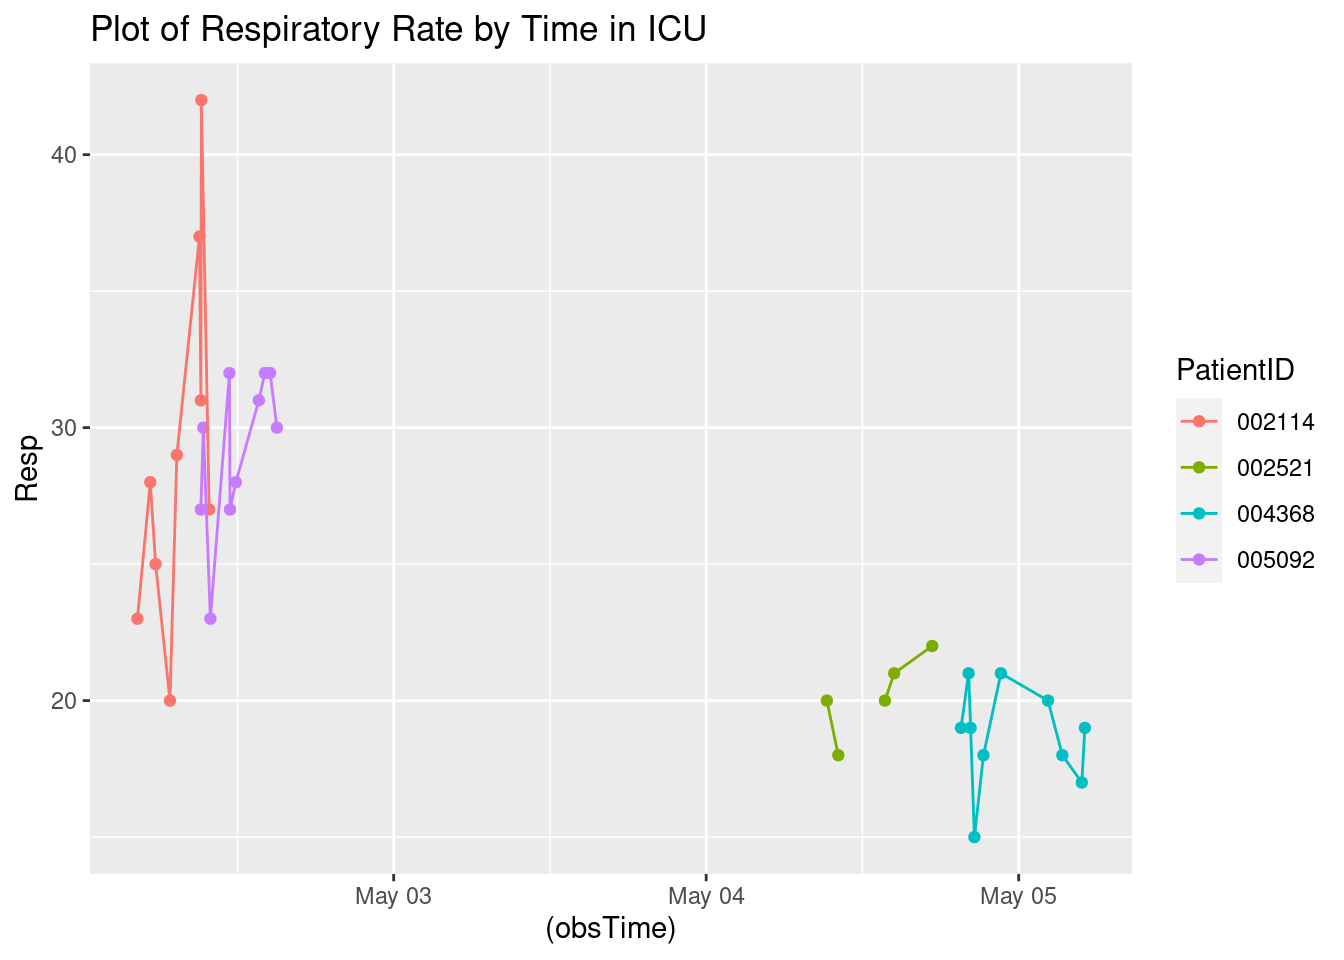 Plot of Respiratory Rate by Time in ICU
40
30
20
Resp
May 03
May 04
May 05
(obsTime)
PatientID
002114
002521
004368
005092